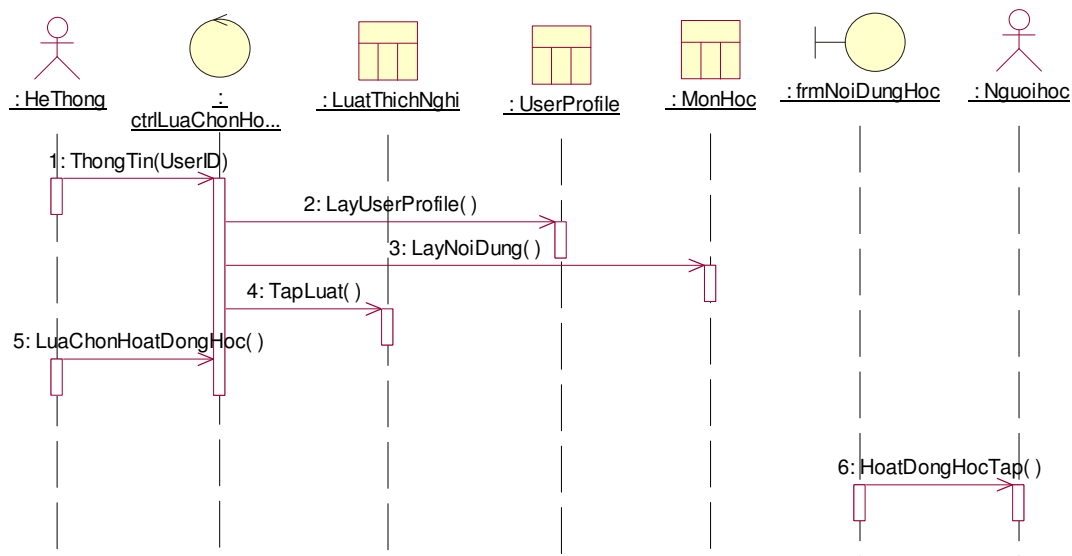 : HeThong
:
ctrlLuaChonHo...
: LuatThichNghi
: UserProfile
: MonHoc
: frmNoiDungHoc
: Nguoihoc
1: ThongTin(UserID)
2: LayUserProfile( )
3: LayNoiDung( )
4: TapLuat( )
5: LuaChonHoatDongHoc( )
6: HoatDongHocTap( )